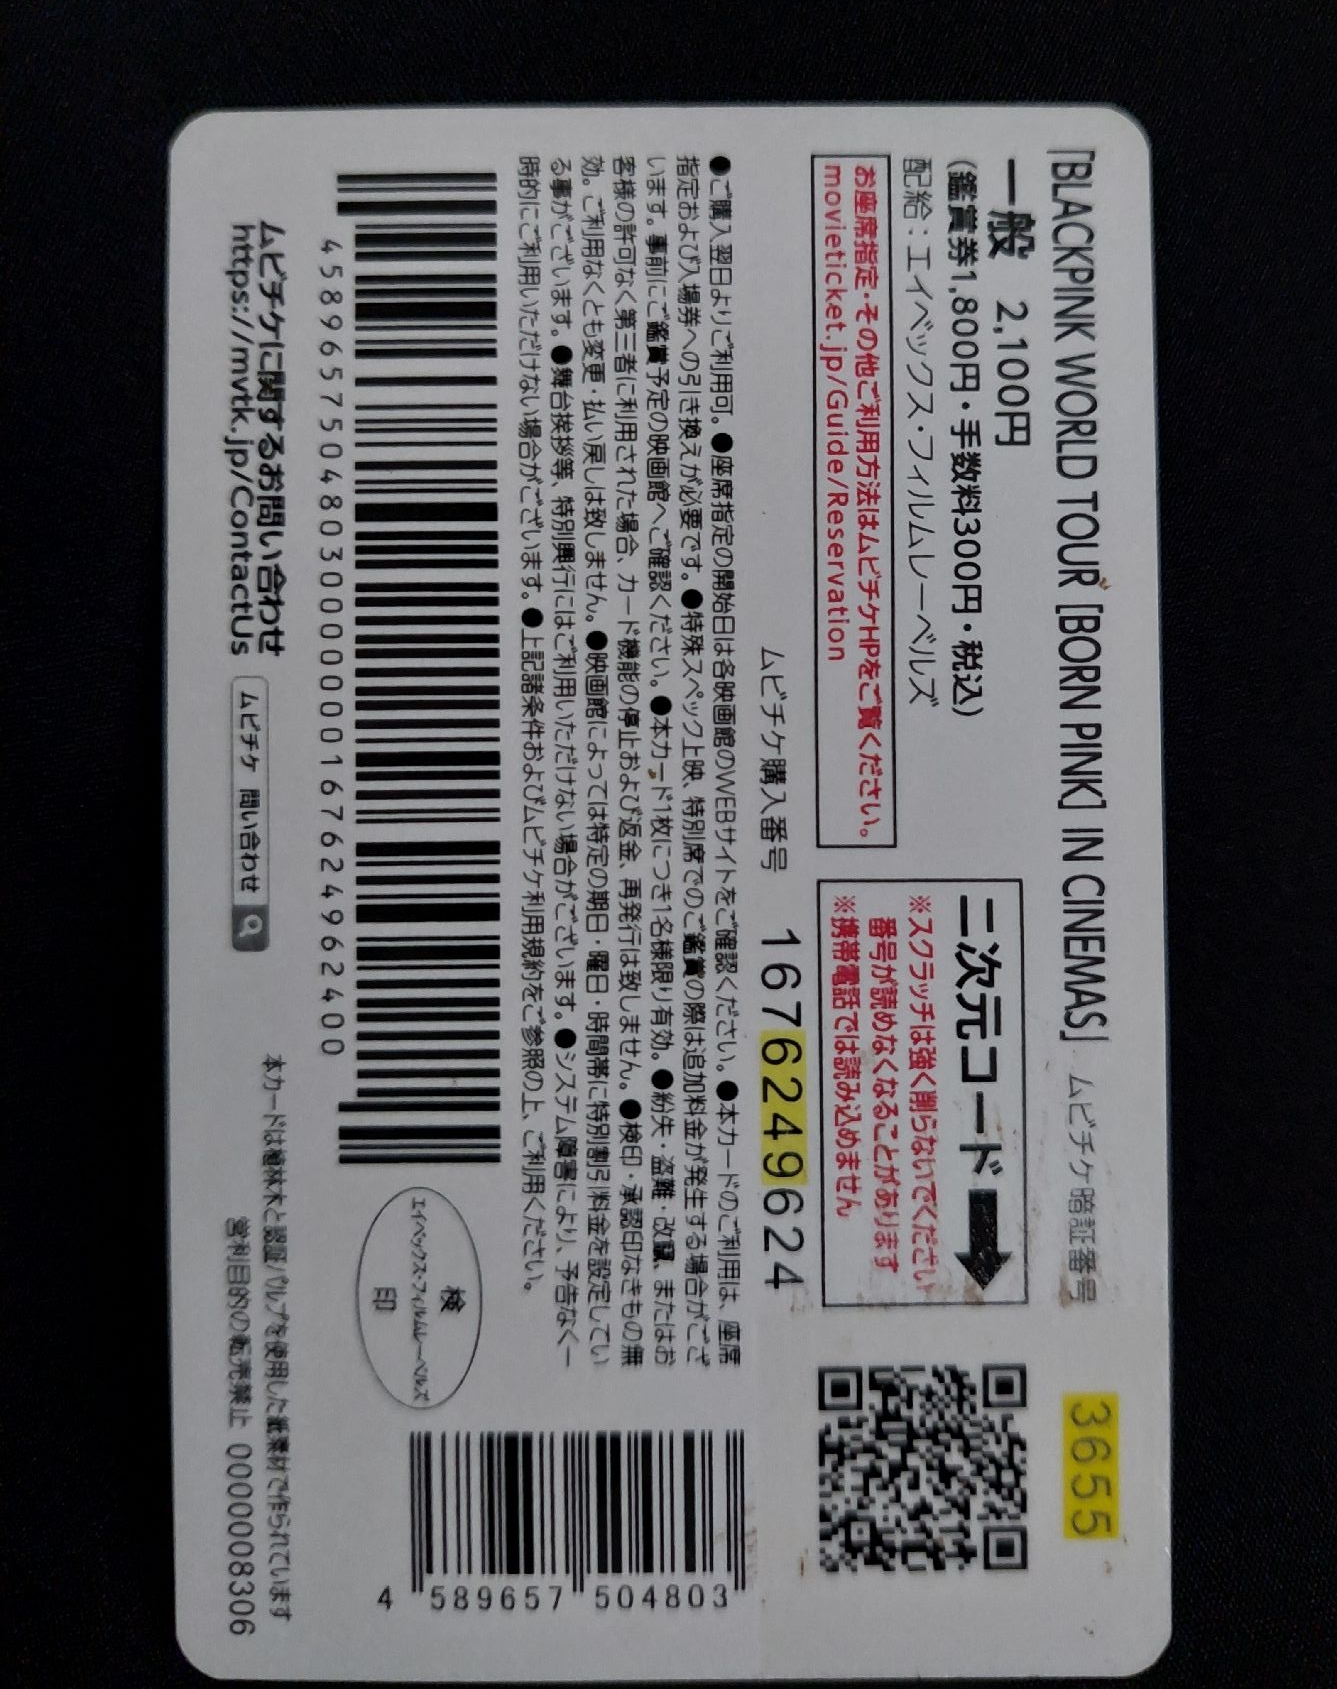 「BLACKPINK WORLD TOUR [BORN PINK] IN CINEMAS」
ムビチケ暗証番号 3655
一般 2,100円
(鑑賞券1,800円・手数料300円・税込)
配給:エイベックス・フィルムレーベルズ
お座席指定・その他ご利用方法はムビチケHPをご覧ください。
movieticket.jp/Guide/Reservation
二次元コード
※スクラッチは強く削らないでください
番号が読めなくなることがあります
※携帯電話では読み込めません
ムビチケ購入番号 1676249624
●ご購入翌日よりご利用可。●座席指定の開始日は各映画館のWEBサイトをご確認ください。●本カードのご利用は、座席
指定および入場券への引き換えが必要です。●特殊スペック上映、特別席でのご鑑賞の際は追加料金が発生する場合がござ
います。事前にご鑑賞予定の映画館へご確認ください。●本カード1枚につき1名様限り有効。●紛失・盗難・改竄、またはお
客様の許可なく第三者に利用された場合、カード機能の停止および返金、再発行は致しません。●検印・承認印なきもの無
効。ご利用なくとも変更・払い戻しは致しません。●映画館によっては特定の期日・曜日・時間帯に特別割引料金を設定してい
る事がございます。●舞台挨拶等、特別興行にはご利用いただけない場合がございます。●システム障害により、予告なく一
時的にご利用いただけない場合がございます。●上記諸条件およびムビチケ利用規約をご参照の上、ご利用ください。
4589657504803000000016762496 2400
検
エイベックス・フィルムレーベルズ
印
4 589657 504803
ムビチケに関するお問い合わせ
https://mvtk.jp/ContactUs
ムビチケ 問い合わせ
本カードは植林木と認証パルプを使用した紙素材で作られています
営利目的の転売禁止 0000008306